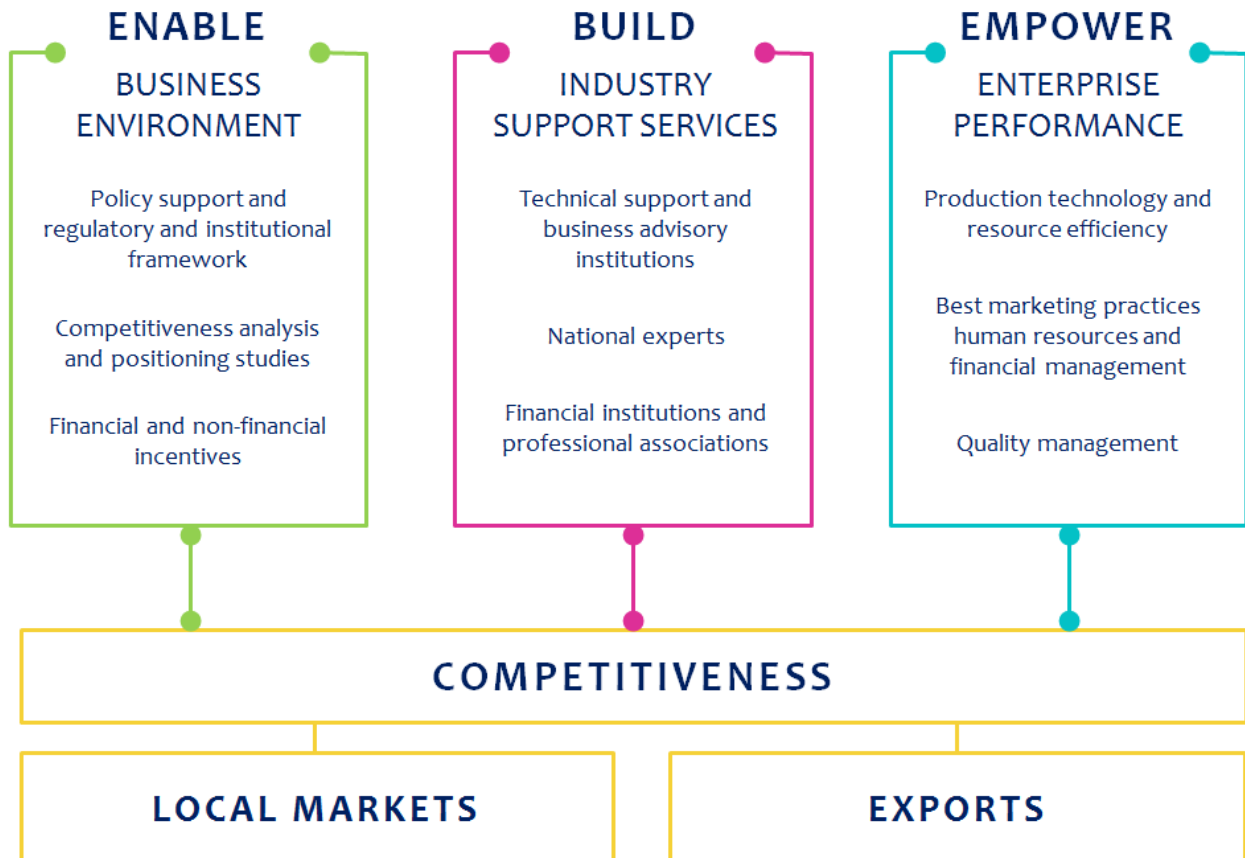 ENABLE
BUSINESS
ENVIRONMENT
Policy support and
regulatory and institutional
framework
Competitiveness analysis
and positioning studies
Financial and non-financial
incentives
BUILD
INDUSTRY
SUPPORT SERVICES
Technical support and
business advisory
institutions
National experts
Financial institutions and
professional associations
EMPOWER
ENTERPRISE
PERFORMANCE
Production technology and
resource efficiency
Best marketing practices
human resources and
financial management
Quality management
COMPETITIVENESS
LOCAL MARKETS
EXPORTS